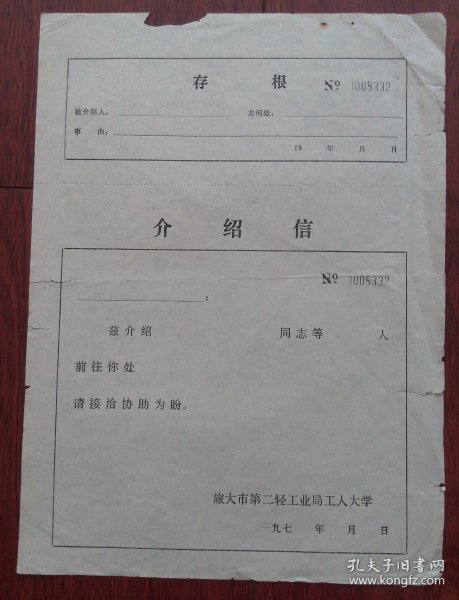 存 根
№ 0008332
被介绍人： 去何处：
事 由：
19 年 月 日
介 绍 信
№ 0008332
：
兹介绍 同志等 人
前往你处
请接洽协助为盼。
旅大市第二轻工业局工人大学
一九七 年 月 日
孔夫子旧书网
www.kongfz.com